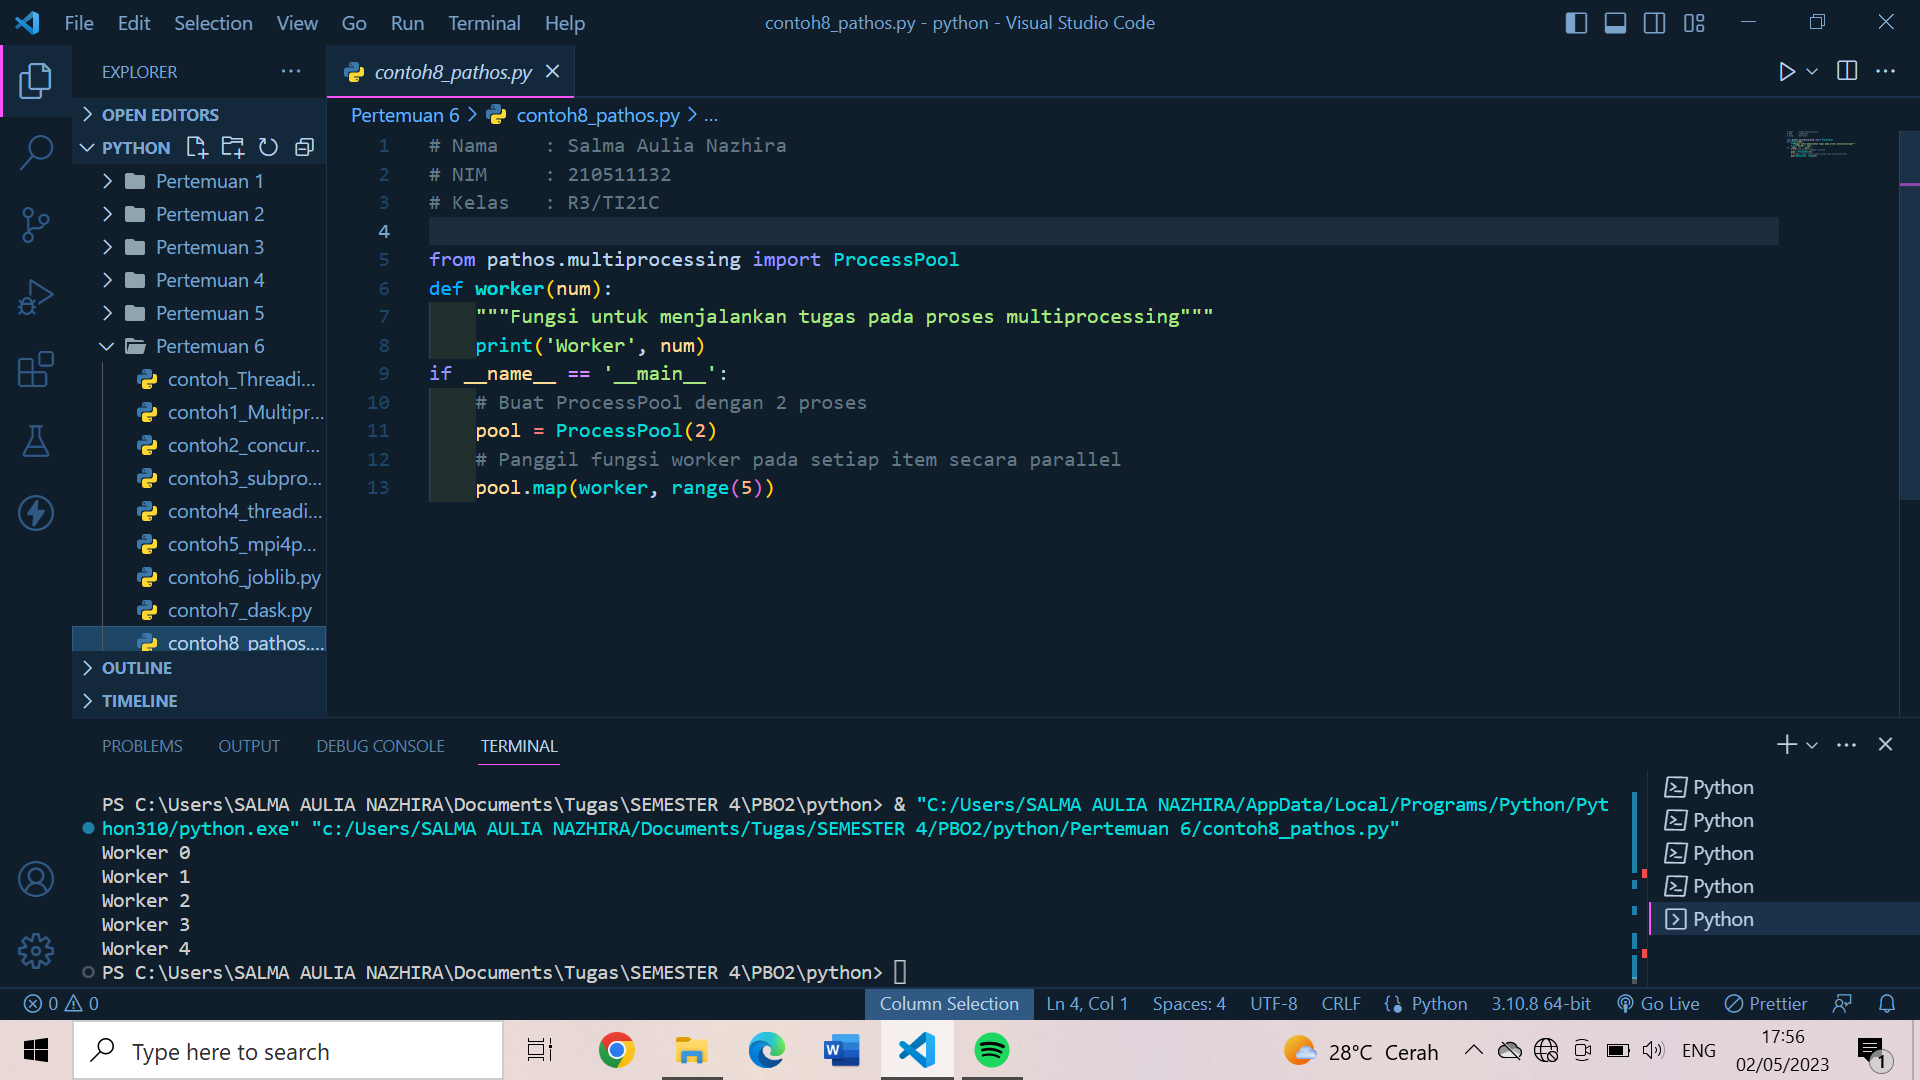 File Edit Selection View Go Run Terminal Help
contoh8_pathos.py - python - Visual Studio Code
EXPLORER
OPEN EDITORS
PYTHON
Pertemuan 1
Pertemuan 2
Pertemuan 3
Pertemuan 4
Pertemuan 5
Pertemuan 6
contoh_Threadi...
contoh1_Multipr...
contoh2_concur...
contoh3_subpro...
contoh4_threadi...
contoh5_mpi4p...
contoh6_joblib.py
contoh7_dask.py
contoh8_pathos....
OUTLINE
TIMELINE
contoh8_pathos.py
Pertemuan 6 > contoh8_pathos.py > ...
1 # Nama    : Salma Aulia Nazhira
2 # NIM     : 210511132
3 # Kelas   : R3/TI21C
4
5 from pathos.multiprocessing import ProcessPool
6 def worker(num):
7     """Fungsi untuk menjalankan tugas pada proses multiprocessing"""
8     print('Worker', num)
9 if __name__ == '__main__':
10     # Buat ProcessPool dengan 2 proses
11     pool = ProcessPool(2)
12     # Panggil fungsi worker pada setiap item secara parallel
13     pool.map(worker, range(5))
PROBLEMS OUTPUT DEBUG CONSOLE TERMINAL
PS C:\Users\SALMA AULIA NAZHIRA\Documents\Tugas\SEMESTER 4\PBO2\python> & "C:/Users/SALMA AULIA NAZHIRA/AppData/Local/Programs/Python/Pyt
hon310/python.exe" "c:/Users/SALMA AULIA NAZHIRA/Documents/Tugas/SEMESTER 4/PBO2/python/Pertemuan 6/contoh8_pathos.py"
Worker 0
Worker 1
Worker 2
Worker 3
Worker 4
PS C:\Users\SALMA AULIA NAZHIRA\Documents\Tugas\SEMESTER 4\PBO2\python>
Python
Python
Python
Python
Python
0 0 Column Selection Ln 4, Col 1 Spaces: 4 UTF-8 CRLF Python 3.10.8 64-bit Go Live Prettier
Type here to search
28°C Cerah
ENG
17:56
02/05/2023
1